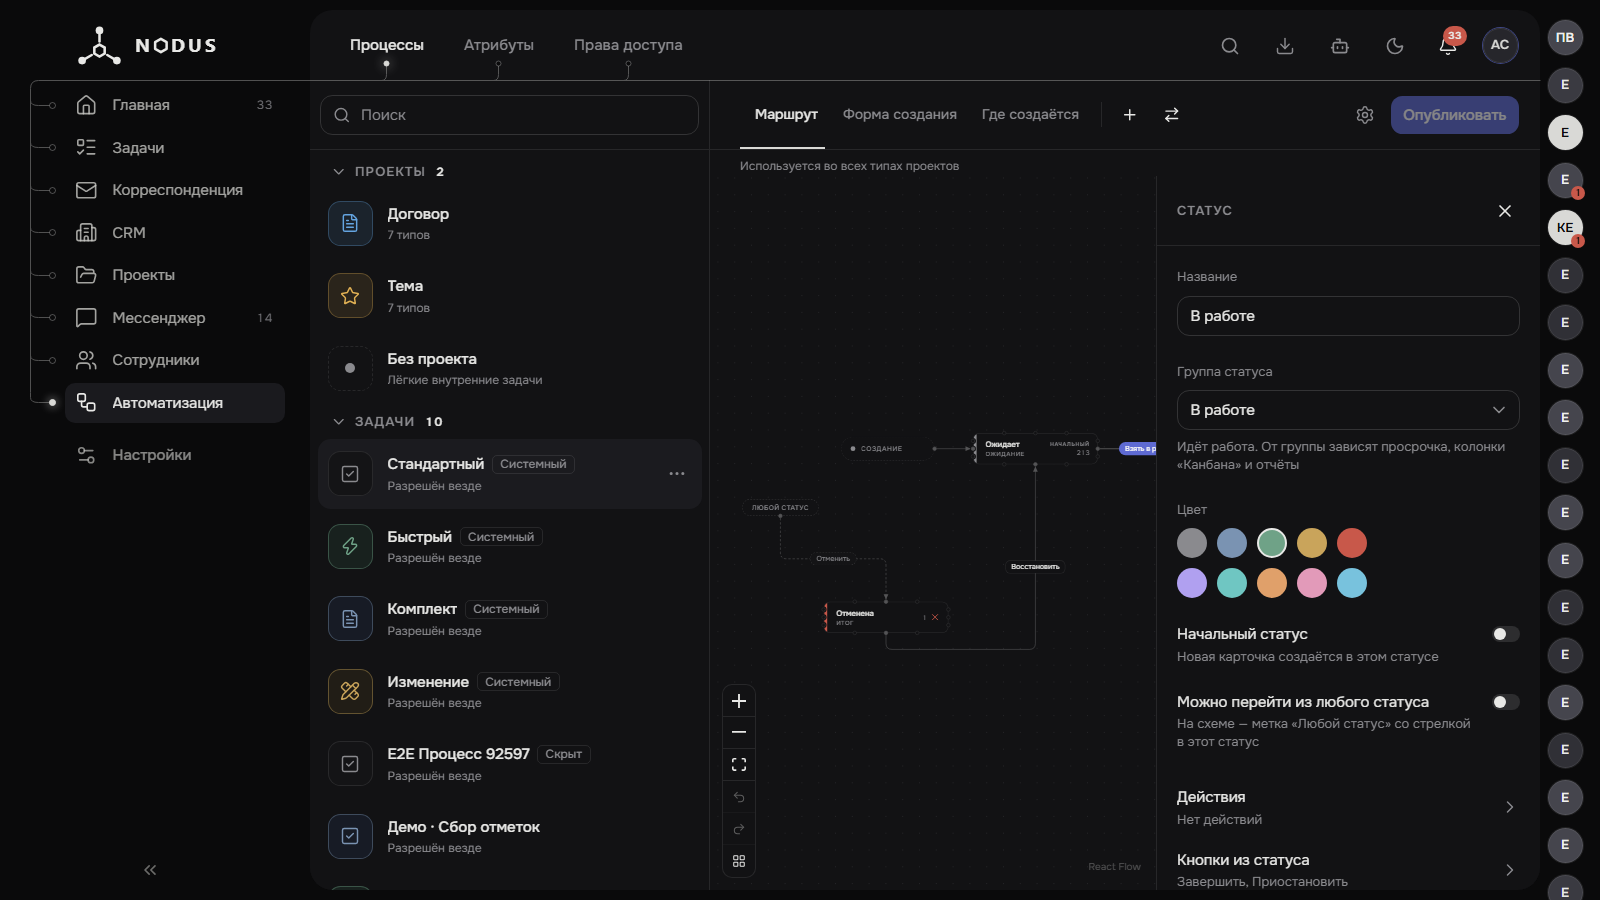 NODUS
Процессы
Атрибуты
Права доступа
33
АС
Главная
33
Задачи
Корреспонденция
CRM
Проекты
Мессенджер
14
Сотрудники
Автоматизация
Настройки
Поиск
ПРОЕКТЫ 2
Договор
7 типов
Тема
7 типов
Без проекта
Лёгкие внутренние задачи
ЗАДАЧИ 10
Стандартный
Системный
Разрешён везде
Быстрый
Системный
Разрешён везде
Комплект
Системный
Разрешён везде
Изменение
Системный
Разрешён везде
E2E Процесс 92597
Скрыт
Разрешён везде
Демо · Сбор отметок
Разрешён везде
Маршрут
Форма создания
Где создаётся
Опубликовать
Используется во всех типах проектов
СОЗДАНИЕ
Ожидает
ОЖИДАНИЕ
НАЧАЛЬНЫЙ
213
Взять в р
ЛЮБОЙ СТАТУС
Отменить
Восстановить
Отменена
ИТОГ
1
React Flow
СТАТУС
Название
В работе
Группа статуса
В работе
Идёт работа. От группы зависят просрочка, колонки
«Канбана» и отчёты
Цвет
Начальный статус
Новая карточка создаётся в этом статусе
Можно перейти из любого статуса
На схеме — метка «Любой статус» со стрелкой
в этот статус
Действия
Нет действий
Кнопки из статуса
Завершить, Приостановить
ПВ
Е
Е
Е
1
КЕ
1
Е
Е
Е
Е
Е
Е
Е
Е
Е
Е
Е
Е
Е
Е